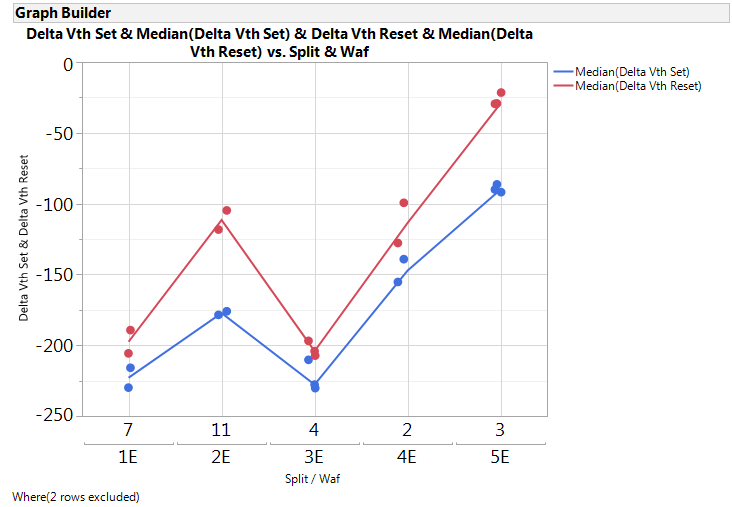 Graph Builder
Delta Vth Set & Median(Delta Vth Set) & Delta Vth Reset & Median(Delta
Vth Reset) vs. Split & Waf
Median(Delta Vth Set)
Median(Delta Vth Reset)
Delta Vth Set & Delta Vth Reset
0
-50
-100
-150
-200
-250
7 11 4 2 3
1E 2E 3E 4E 5E
Split / Waf
Where(2 rows excluded)